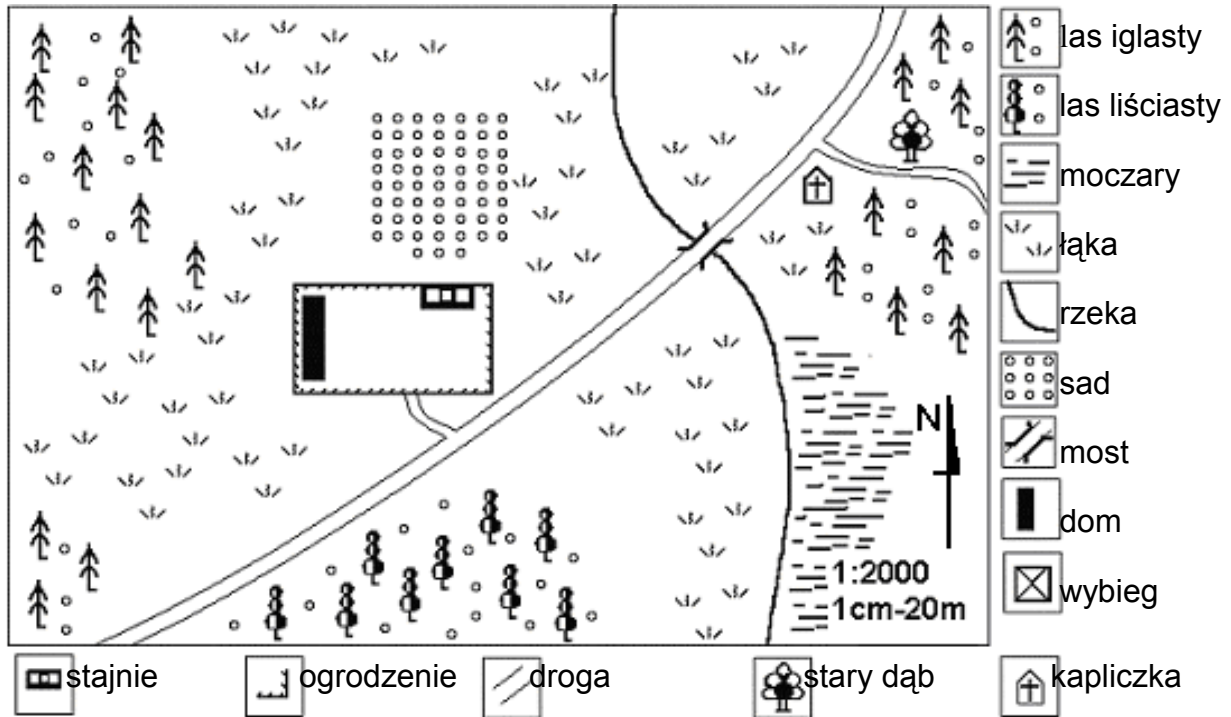 las iglasty
las liściasty
moczary
łąka
rzeka
sad
N
most
dom
1:2000
1cm-20m
wybieg
stajnie
ogrodzenie
droga
stary dąb
kapliczka